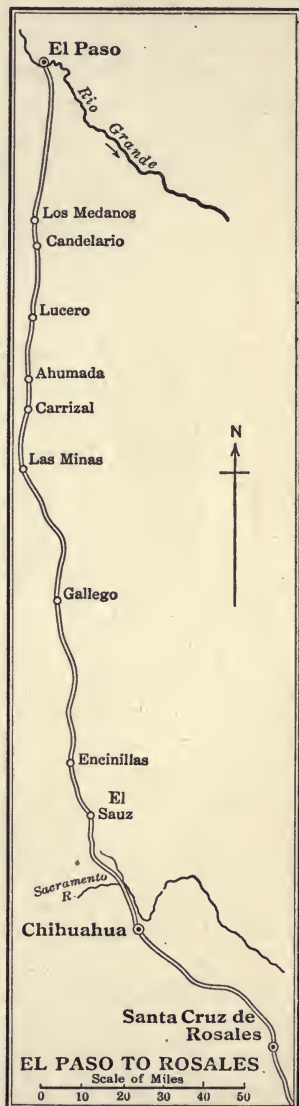 El Paso
Rio Grande
Los Medanos
Candelario
Lucero
Ahumada
Carrizal
N
Las Minas
Gallego
Encinillas
El
Sauz
Sacramento
R.
Chihuahua
Santa Cruz de
Rosales
EL PASO TO ROSALES
Scale of Miles
0 10 20 30 40 50